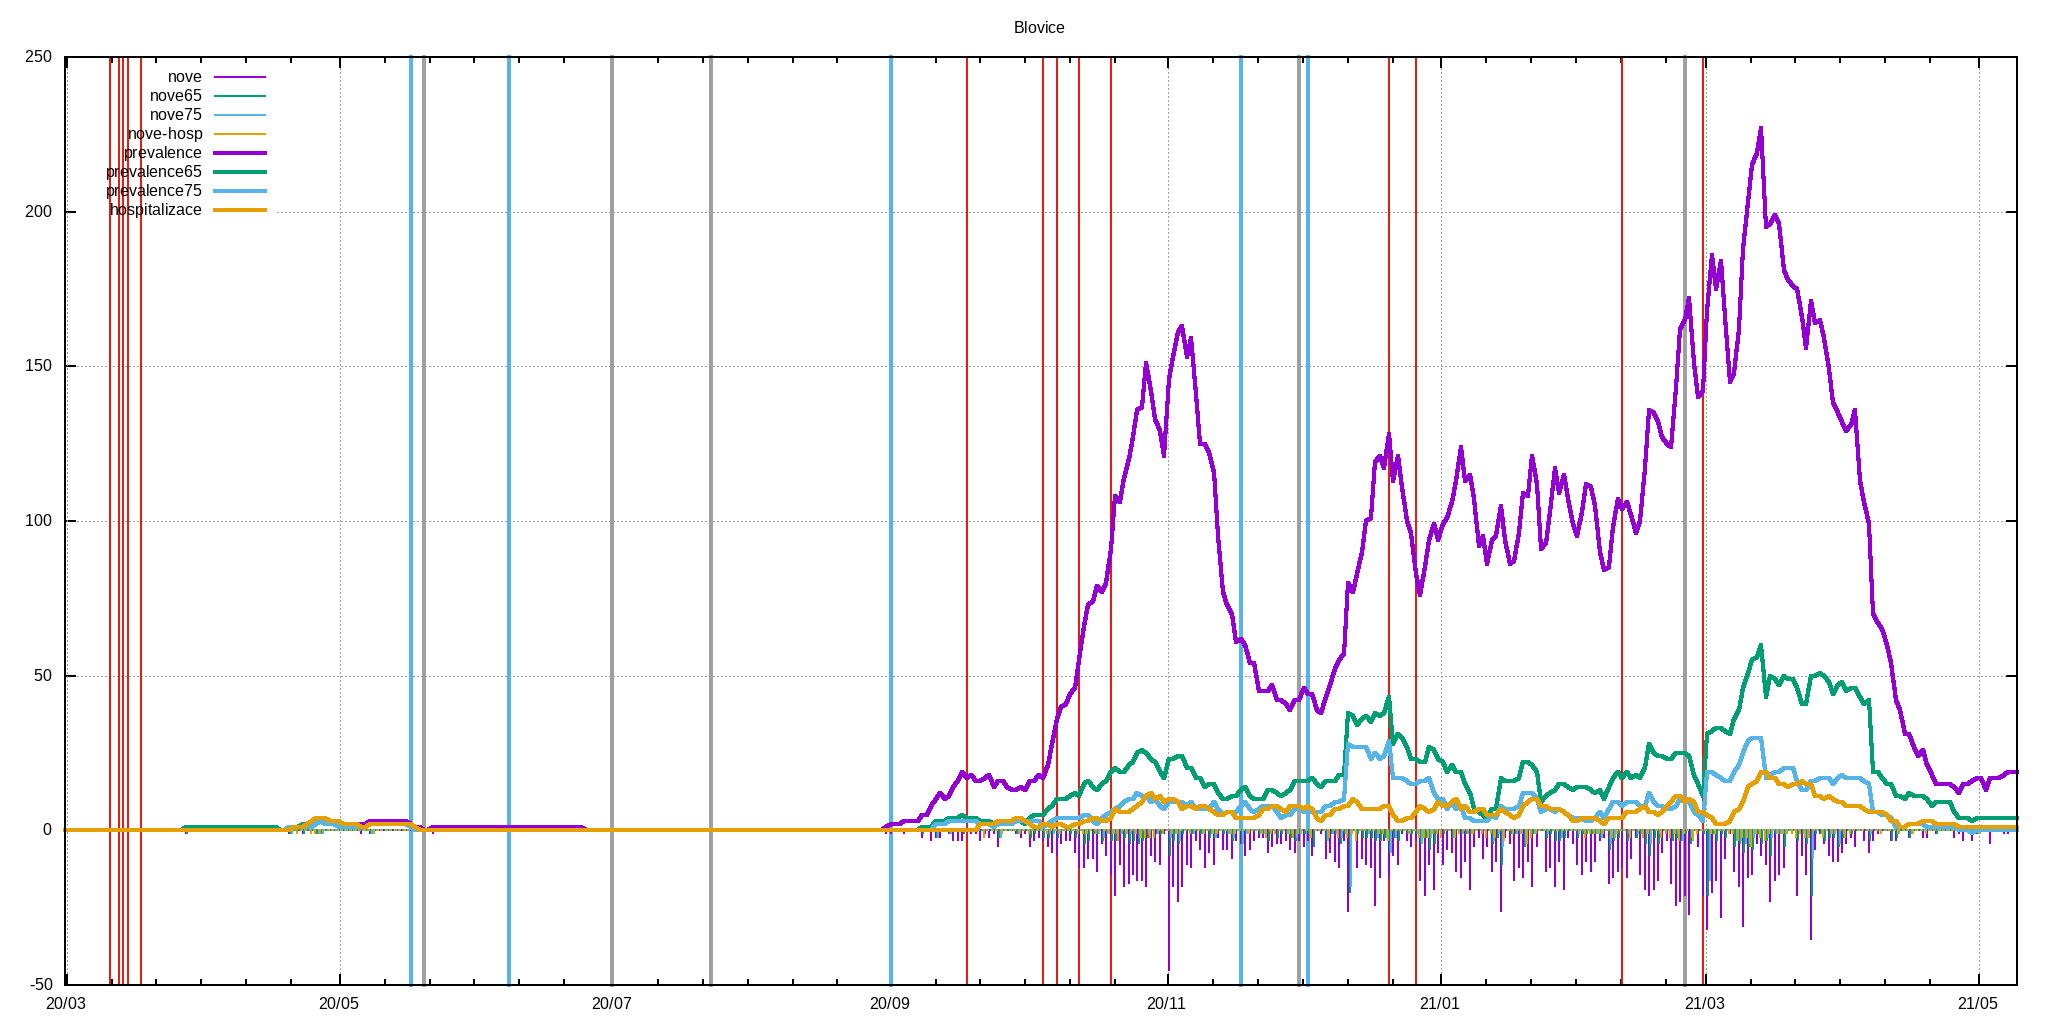 Blovice
250
nove
nove65
nove75
nove-hosp
prevalence
prevalence65
prevalence75
hospitalizace
200
150
100
50
0
-50
20/03 20/05 20/07 20/09 20/11 21/01 21/03 21/05